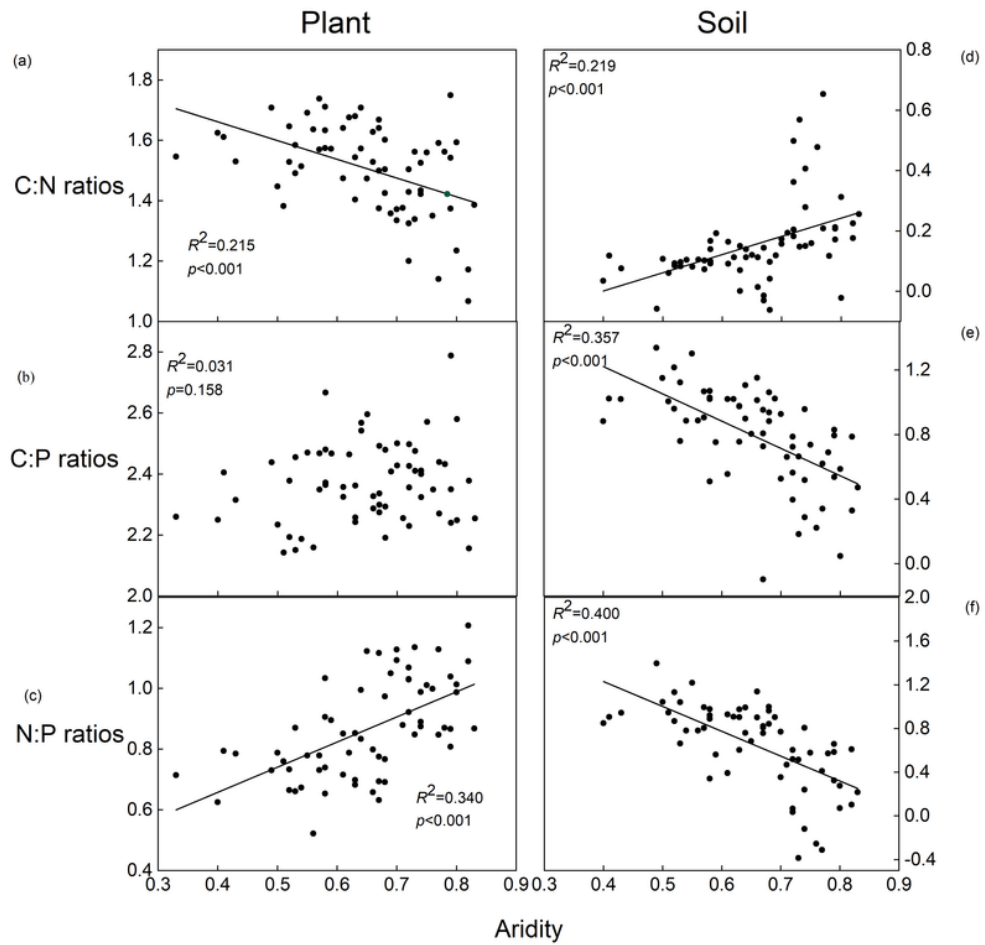 Plant
Soil
(a)
1.8
1.6
1.4
1.2
1.0
C:N ratios
R²=0.215
p<0.001
(d)
0.8
0.6
0.4
0.2
0.0
R²=0.219
p<0.001
(b)
2.8
2.6
2.4
2.2
2.0
C:P ratios
R²=0.031
p=0.158
(e)
1.2
0.8
0.4
0.0
R²=0.357
p<0.001
(c)
1.2
1.0
0.8
0.6
0.4
N:P ratios
R²=0.340
p<0.001
(f)
2.0
1.6
1.2
0.8
0.4
0.0
-0.4
R²=0.400
p<0.001
0.3 0.4 0.5 0.6 0.7 0.8 0.9 0.3 0.4 0.5 0.6 0.7 0.8 0.9
Aridity